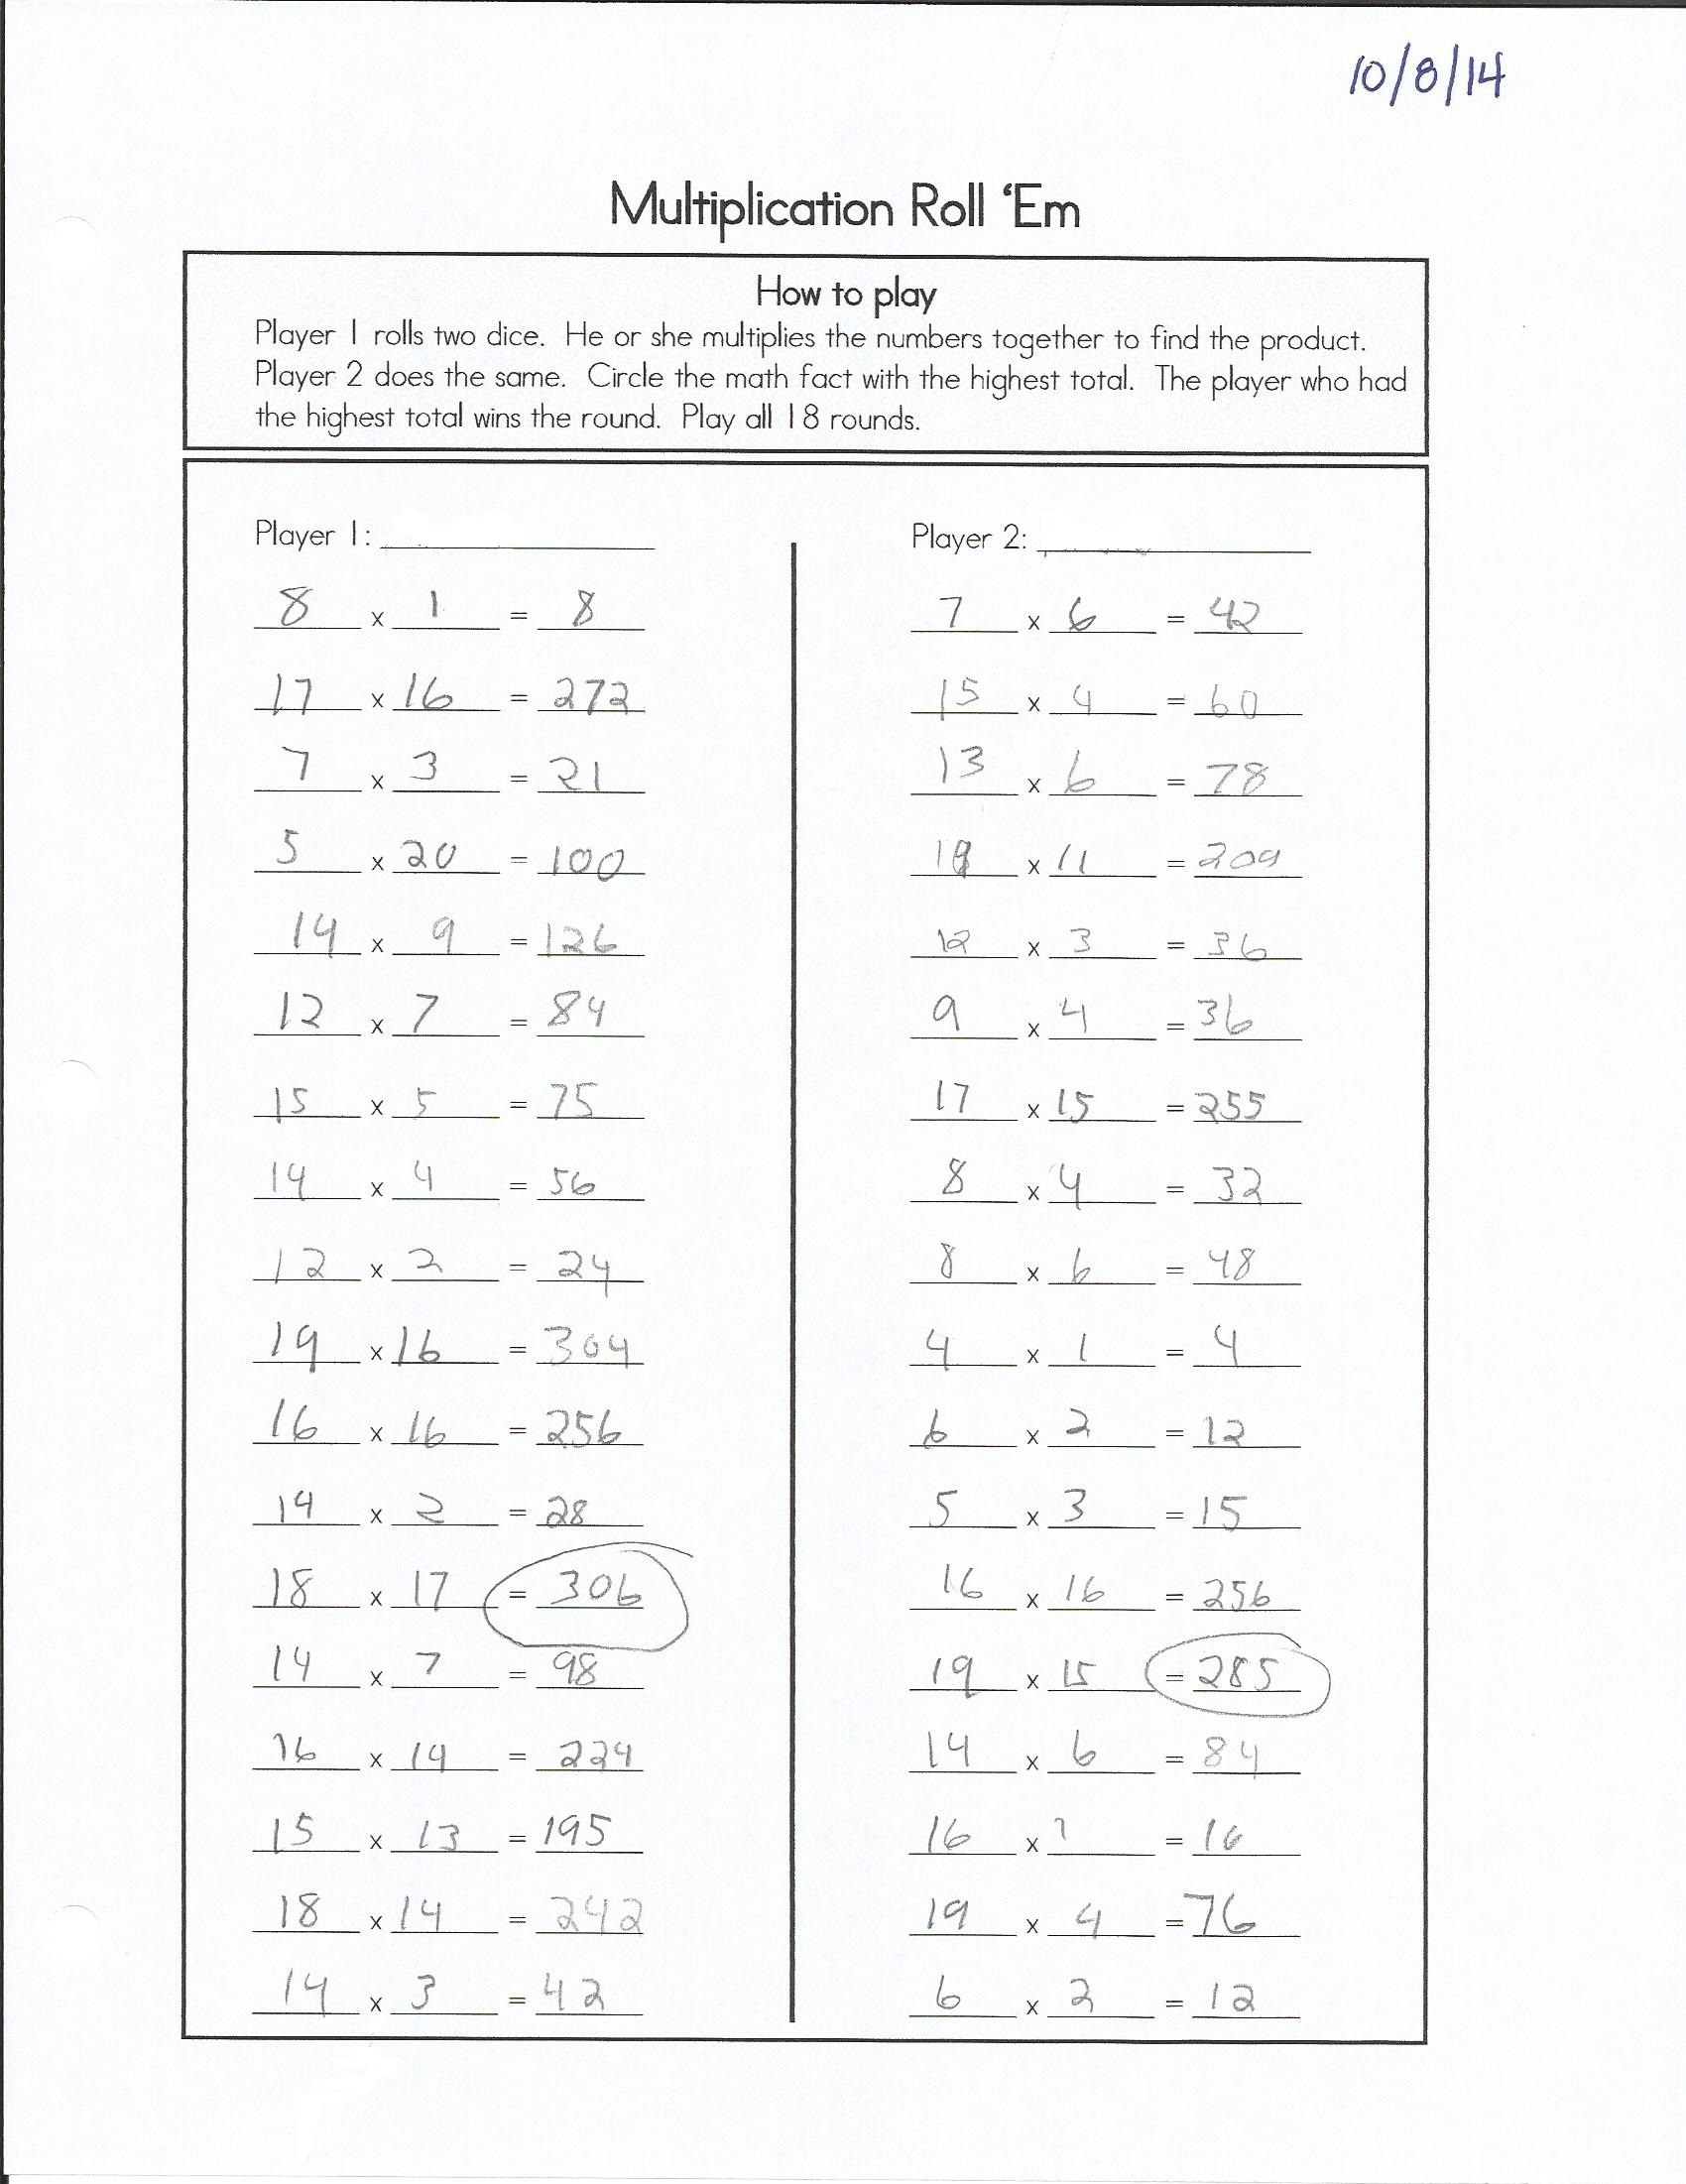 10/8/14
Multiplication Roll ‘Em
How to play
Player 1 rolls two dice. He or she multiplies the numbers together to find the product.
Player 2 does the same. Circle the math fact with the highest total. The player who had
the highest total wins the round. Play all 18 rounds.
Player 1:
8 x 1 = 8
17 x 16 = 272
7 x 3 = 21
5 x 20 = 100
14 x 9 = 126
12 x 7 = 84
15 x 5 = 75
14 x 4 = 56
12 x 2 = 24
19 x 16 = 304
16 x 16 = 256
14 x 2 = 28
18 x 17 = 306
14 x 7 = 98
16 x 14 = 224
15 x 13 = 195
18 x 14 = 242
14 x 3 = 42
Player 2:
7 x 6 = 42
15 x 4 = 60
13 x 6 = 78
19 x 11 = 209
12 x 3 = 36
9 x 4 = 36
17 x 15 = 255
8 x 4 = 32
8 x 6 = 48
4 x 1 = 4
6 x 2 = 12
5 x 3 = 15
16 x 16 = 256
19 x 15 = 285
14 x 6 = 84
16 x 1 = 16
19 x 4 = 76
6 x 2 = 12